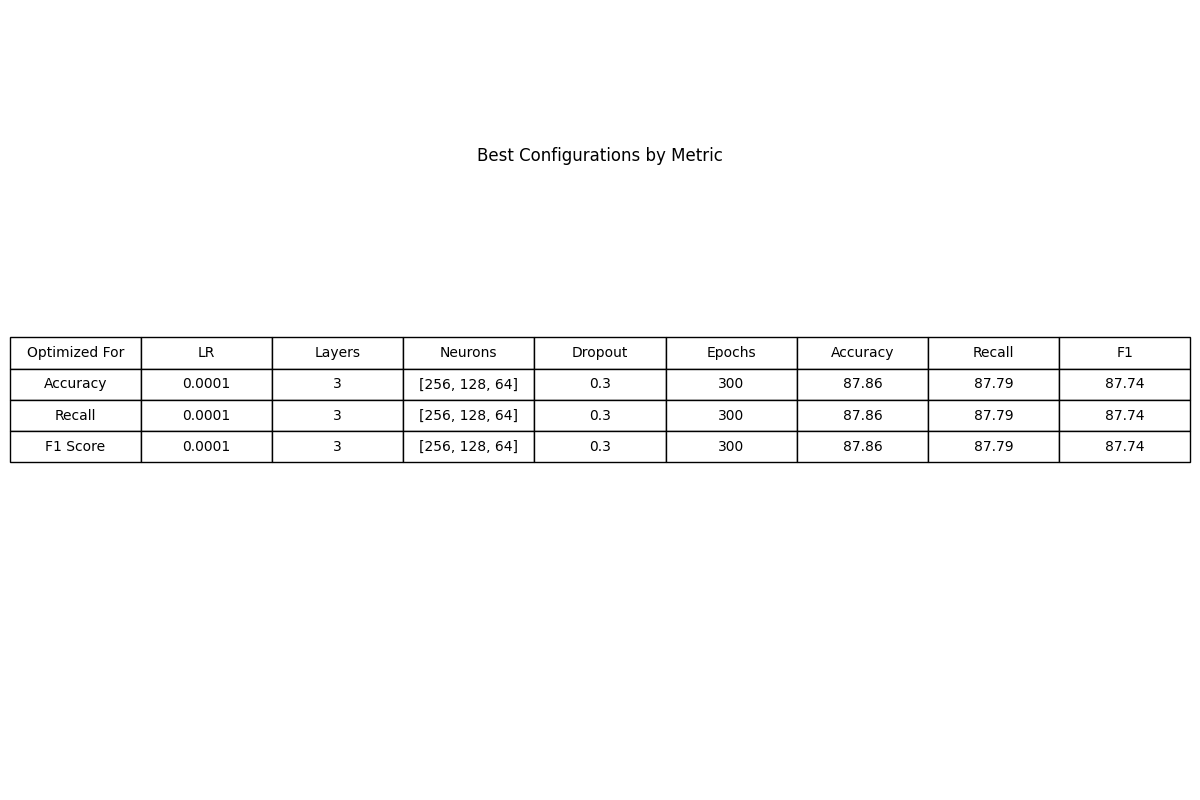 Best Configurations by Metric
Optimized For LR Layers Neurons Dropout Epochs Accuracy Recall F1
Accuracy 0.0001 3 [256, 128, 64] 0.3 300 87.86 87.79 87.74
Recall 0.0001 3 [256, 128, 64] 0.3 300 87.86 87.79 87.74
F1 Score 0.0001 3 [256, 128, 64] 0.3 300 87.86 87.79 87.74